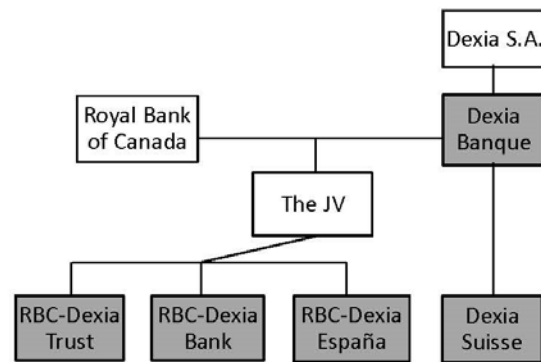 Dexia S.A.
Royal Bank
of Canada
Dexia
Banque
The JV
RBC-Dexia
Trust
RBC-Dexia
Bank
RBC-Dexia
España
Dexia
Suisse